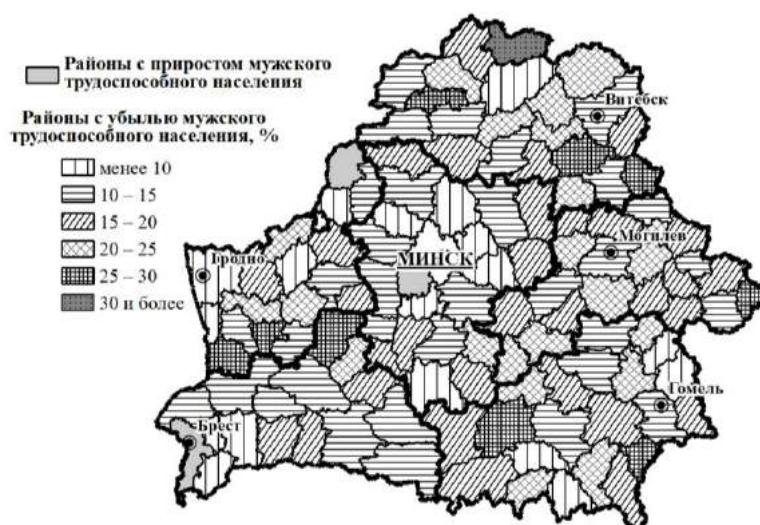 Районы с приростом мужского
трудоспособного населения
Районы с убылью мужского
трудоспособного населения, %
менее 10
10 – 15
15 – 20
20 – 25
25 – 30
30 и более
Витебск
Могилев
МИНСК
Гродно
Гомель
Брест